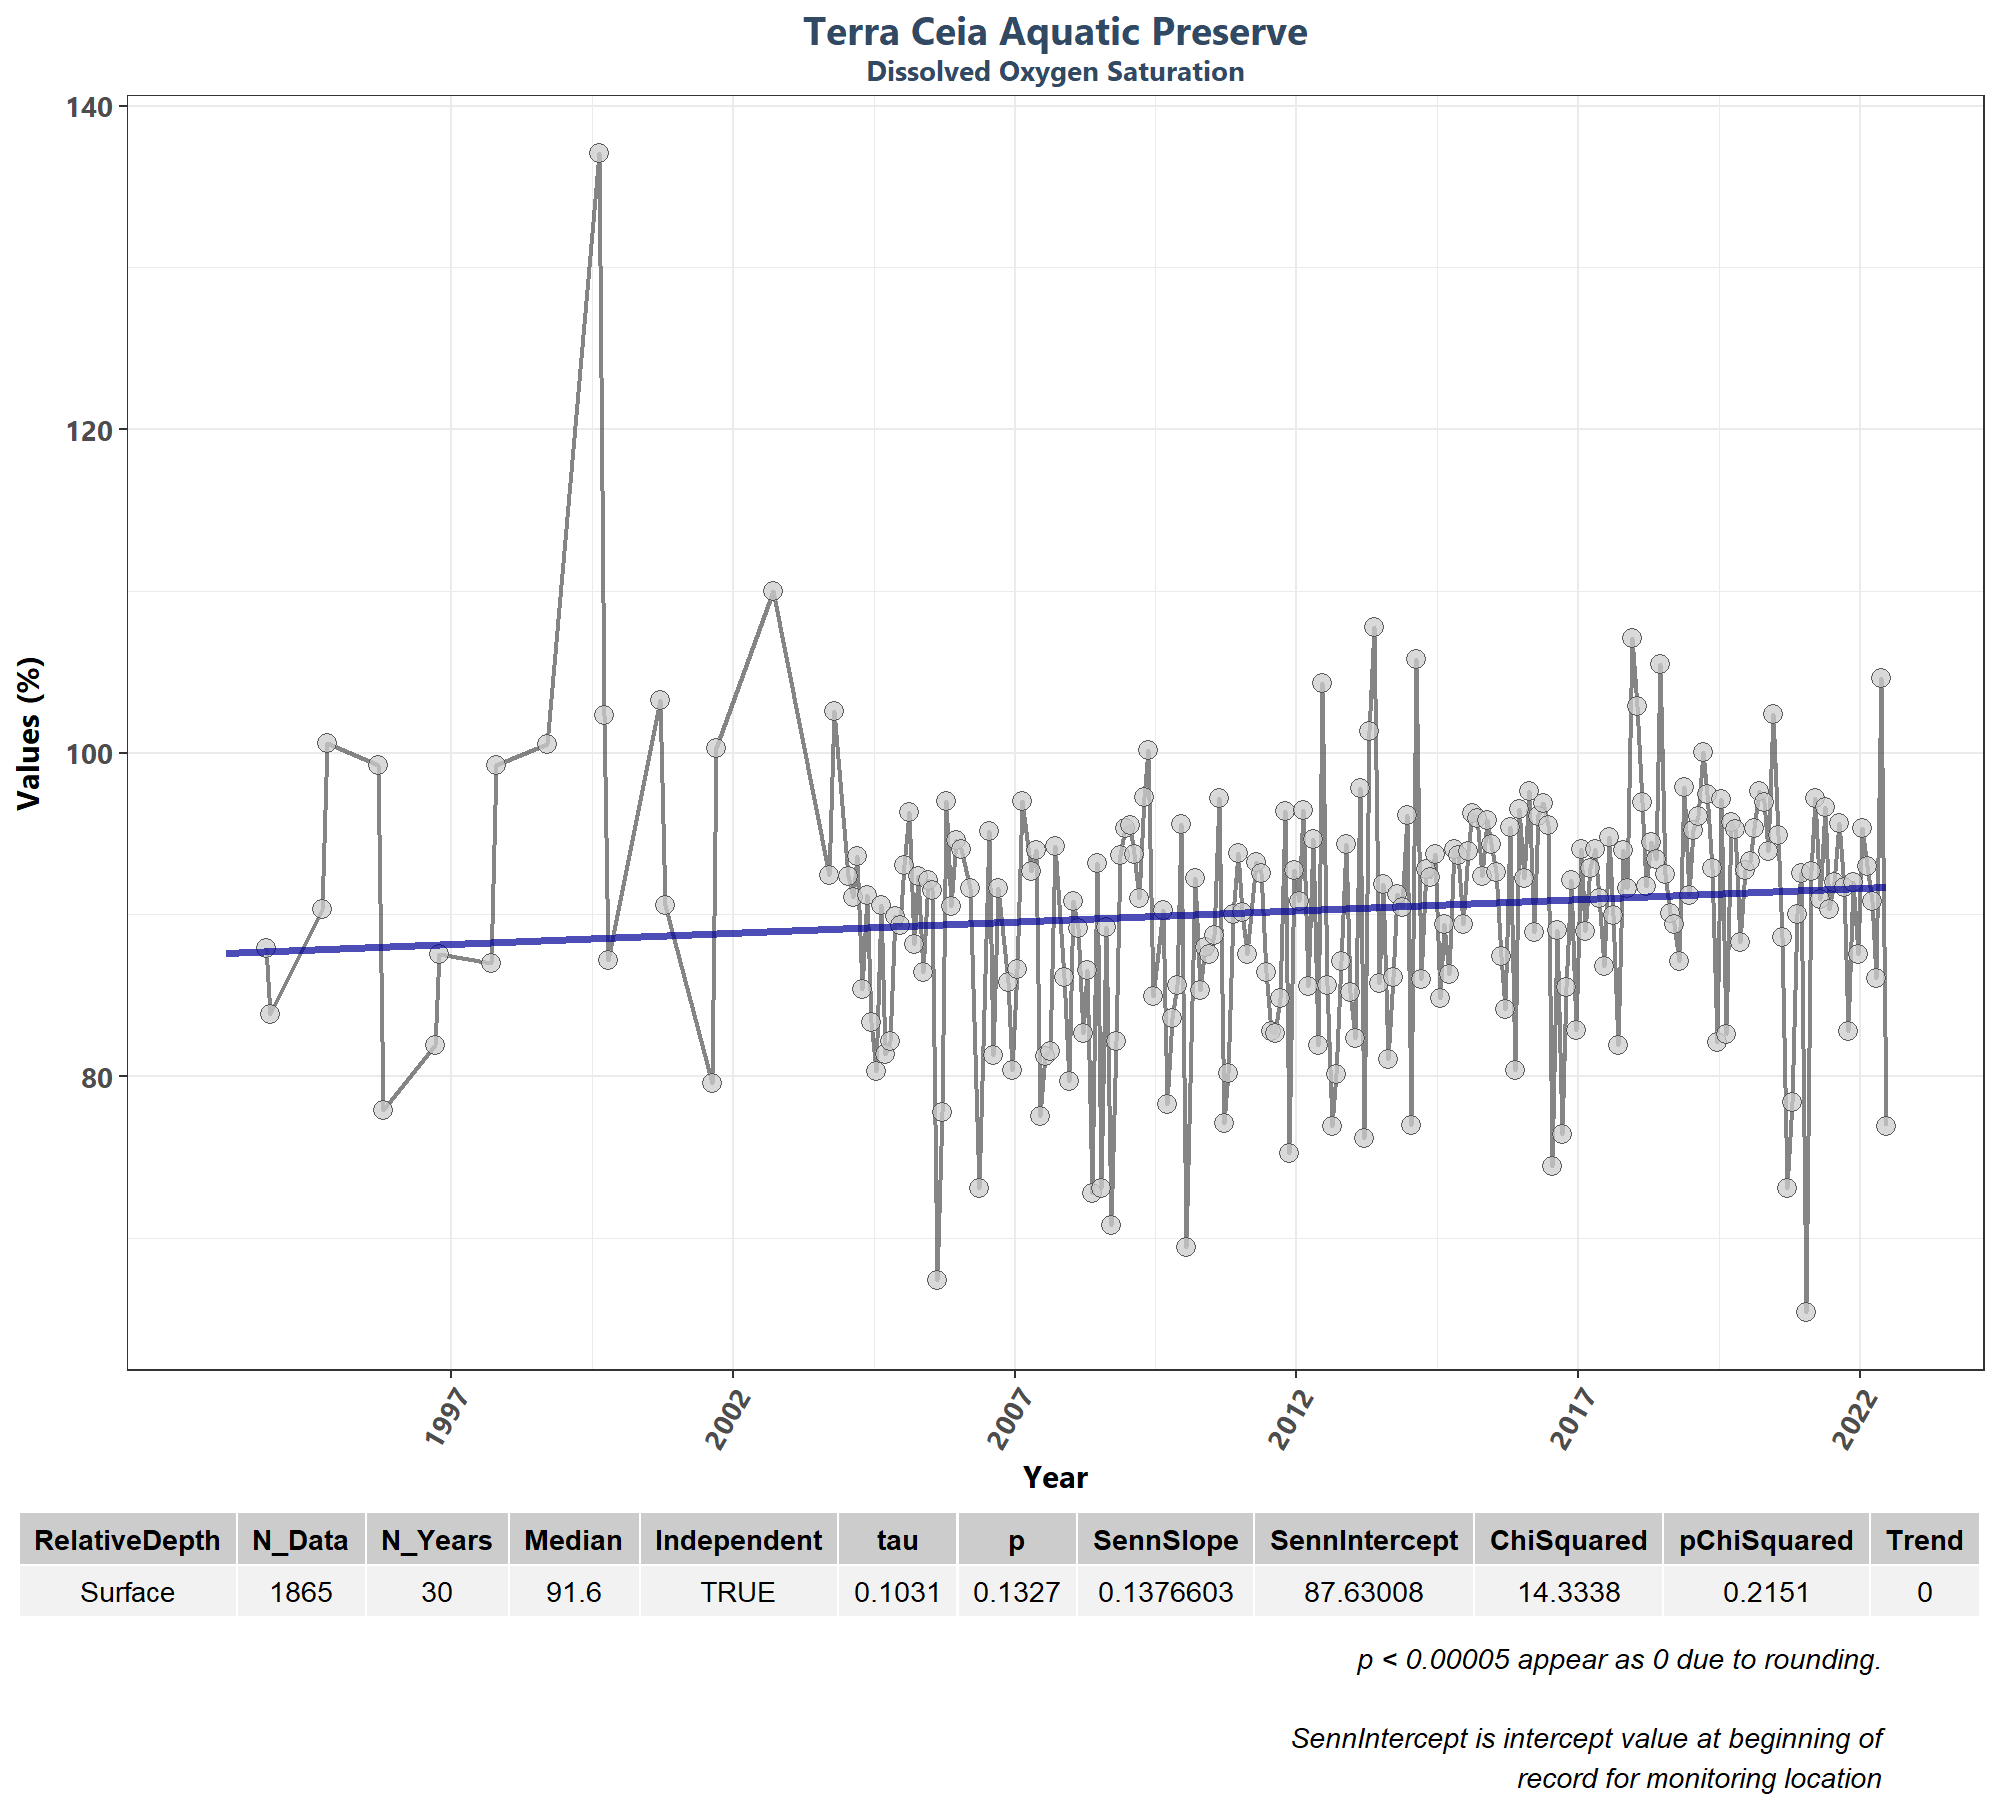 Terra Ceia Aquatic Preserve
Dissolved Oxygen Saturation
140
120
100
80
Values (%)
1997
2002
2007
2012
2017
2022
Year
RelativeDepth N_Data N_Years Median Independent tau p SennSlope SennIntercept ChiSquared pChiSquared Trend
Surface 1865 30 91.6 TRUE 0.1031 0.1327 0.1376603 87.63008 14.3338 0.2151 0
p < 0.00005 appear as 0 due to rounding.
SennIntercept is intercept value at beginning of
record for monitoring location